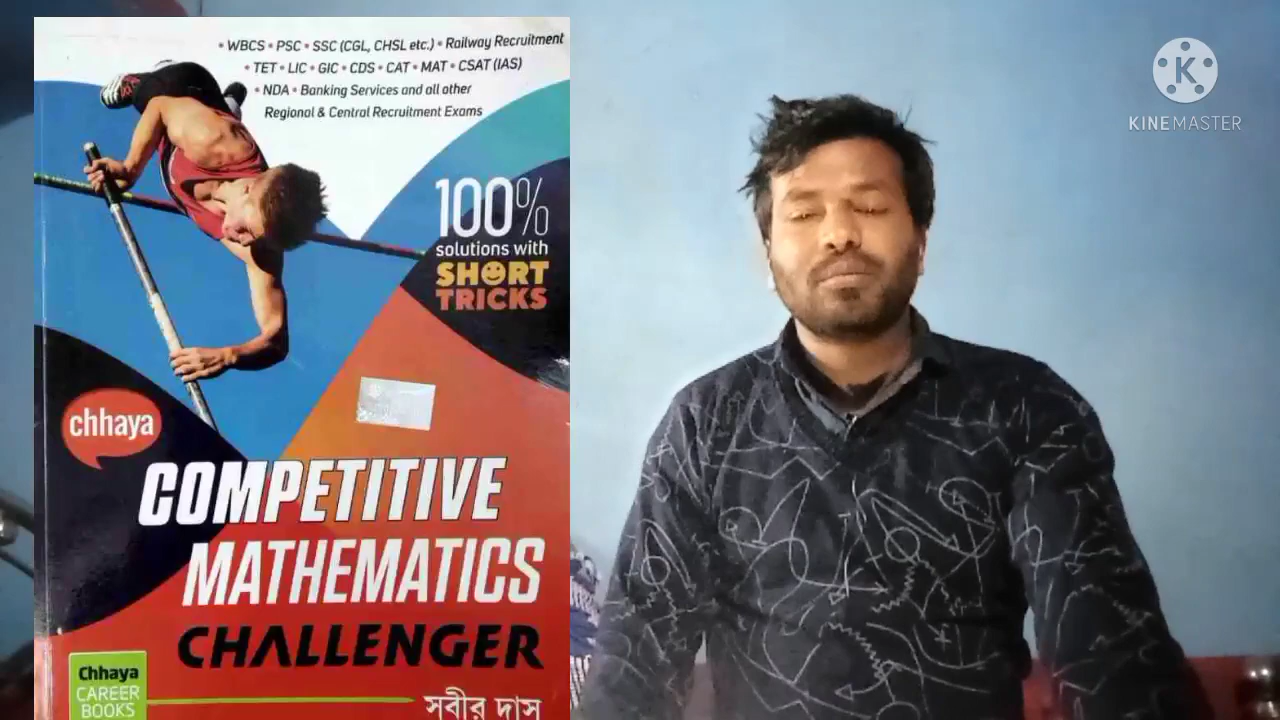 • WBCS • PSC • SSC (CGL, CHSL etc.) • Railway Recruitment
• TET • LIC • GIC • CDS • CAT • MAT • CSAT (IAS)
• NDA • Banking Services and all other
Regional & Central Recruitment Exams
100%
solutions with
SHORT
TRICKS
chhaya
COMPETITIVE
MATHEMATICS
CHALLENGER
Chhaya
CAREER
BOOKS
সুবীর দাস
K
KINEMASTER